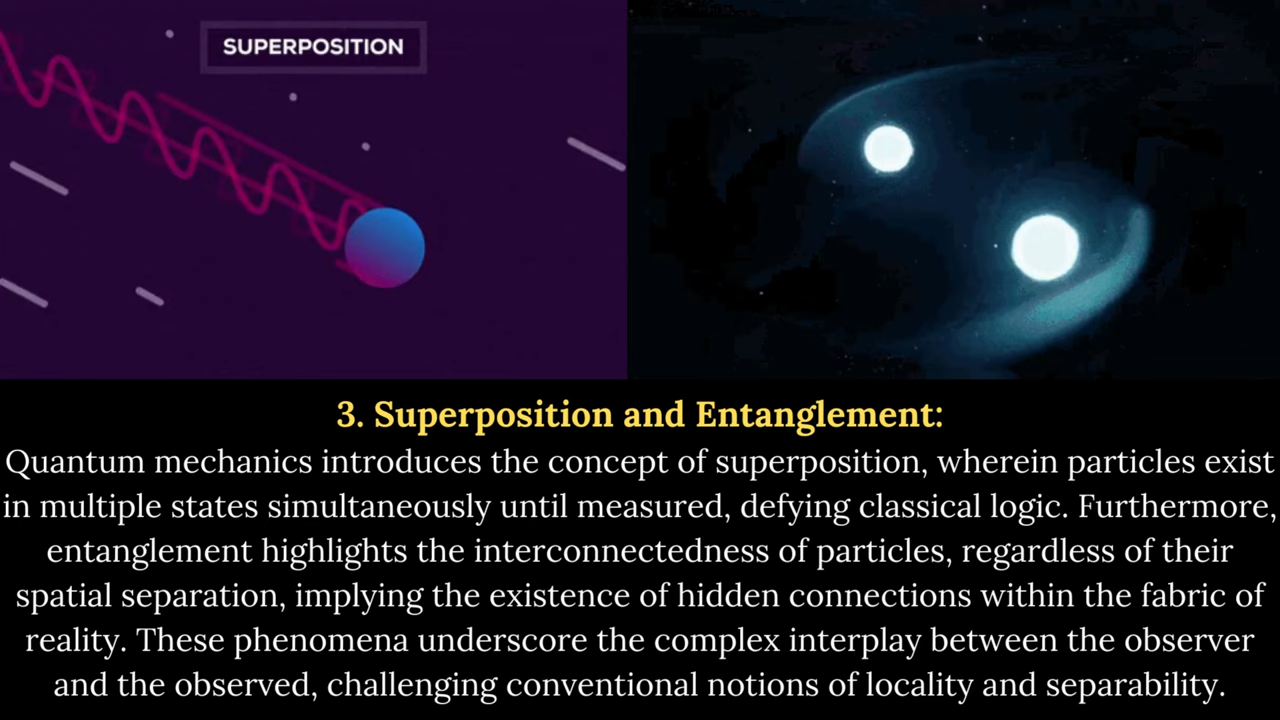 SUPERPOSITION
3. Superposition and Entanglement:
Quantum mechanics introduces the concept of superposition, wherein particles exist
in multiple states simultaneously until measured, defying classical logic. Furthermore,
entanglement highlights the interconnectedness of particles, regardless of their
spatial separation, implying the existence of hidden connections within the fabric of
reality. These phenomena underscore the complex interplay between the observer
and the observed, challenging conventional notions of locality and separability.